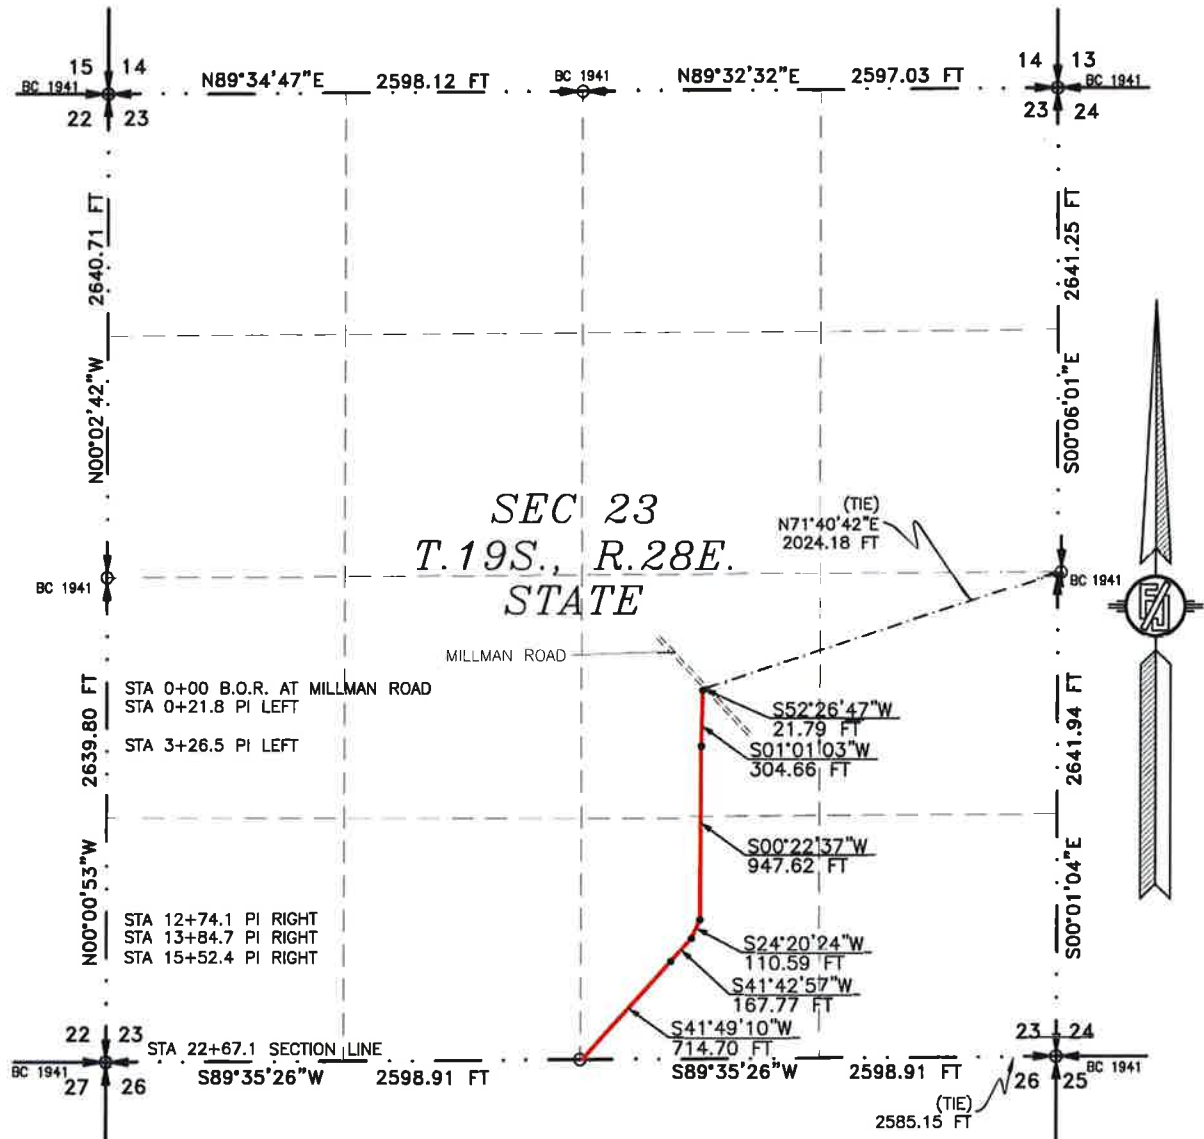 15 14
BC 1941
22 23
N89°34'47"E 2598.12 FT
BC 1941
N89°32'32"E 2597.03 FT
14 13
BC 1941
23 24
2640.71 FT
N00°02'42"W
2641.25 FT
S00°06'01"E
SEC 23
T.19S., R.28E.
STATE
(TIE)
N71°40'42"E
2024.18 FT
BC 1941
BC 1941
MILLMAN ROAD
STA 0+00 B.O.R. AT MILLMAN ROAD
STA 0+21.8 PI LEFT
STA 3+26.5 PI LEFT
S52°26'47"W
21.79 FT
S01°01'03"W
304.66 FT
2639.80 FT
N00°00'53"W
2641.94 FT
S00°01'04"E
S00°22'37"W
947.62 FT
STA 12+74.1 PI RIGHT
STA 13+84.7 PI RIGHT
STA 15+52.4 PI RIGHT
S24°20'24"W
110.59 FT
S41°42'57"W
167.77 FT
S41°49'10"W
714.70 FT
22 23
BC 1941
27 26
STA 22+67.1 SECTION LINE
S89°35'26"W 2598.91 FT
S89°35'26"W 2598.91 FT
23 24
BC 1941
26 25
(TIE)
2585.15 FT